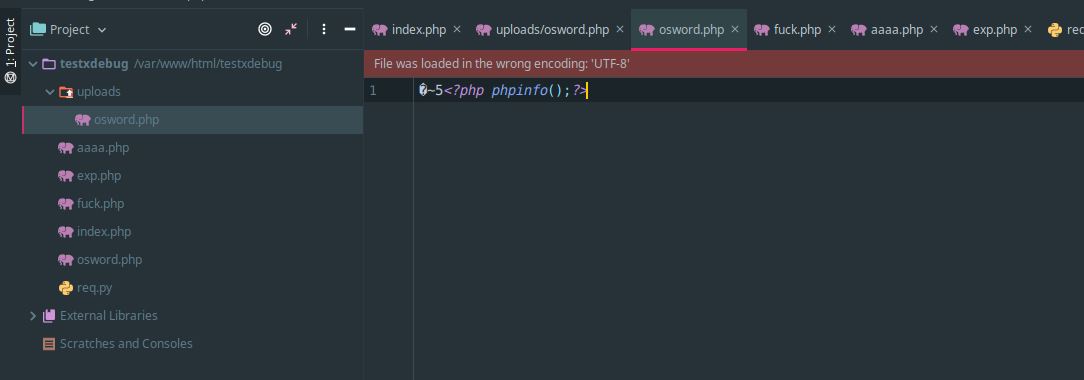 1: Project
Project
index.php
uploads/osword.php
osword.php
fuck.php
aaaa.php
exp.php
req
testxdebug /var/www/html/testxdebug
uploads
osword.php
aaaa.php
exp.php
fuck.php
index.php
osword.php
req.py
External Libraries
Scratches and Consoles
File was loaded in the wrong encoding: 'UTF-8'
1 �~5<?php phpinfo();?>